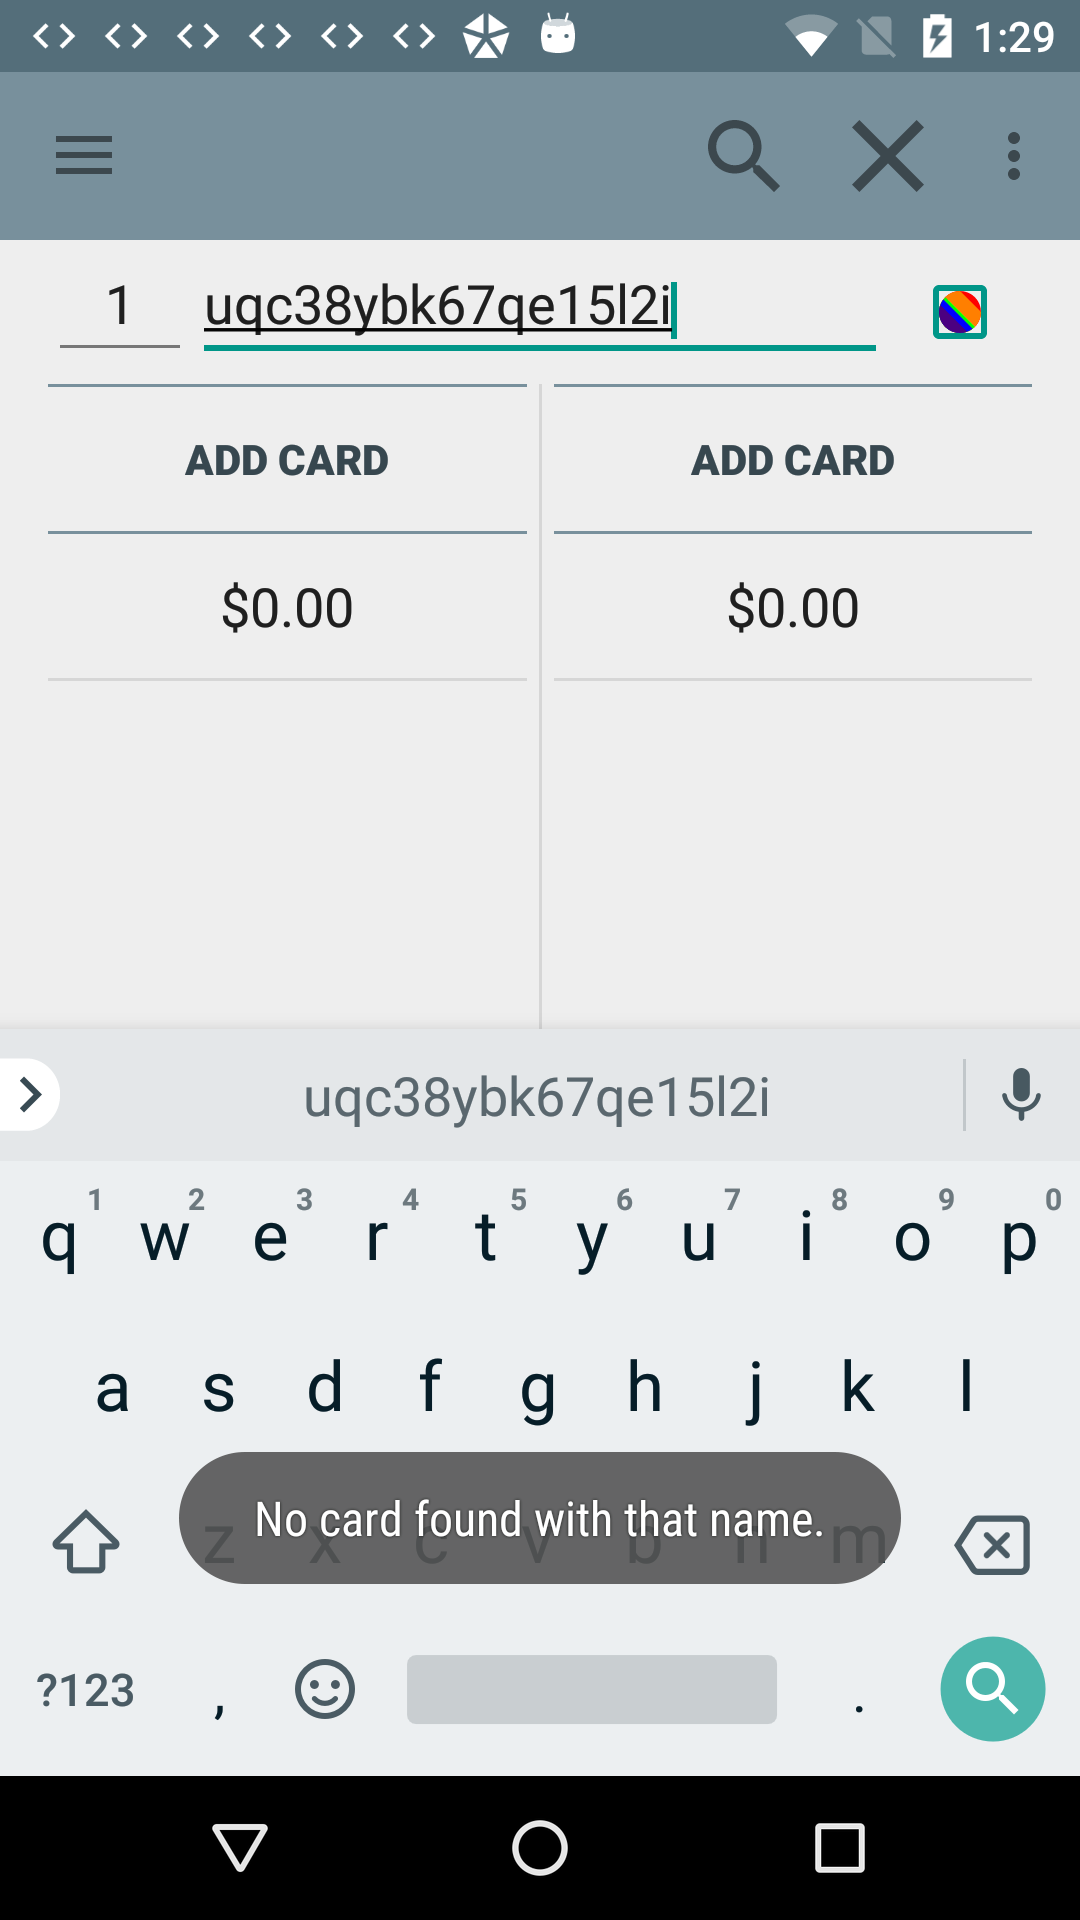 1:29
1 uqc38ybk67qe15l2i
ADD CARD ADD CARD
$0.00 $0.00
uqc38ybk67qe15l2i
1 2 3 4 5 6 7 8 9 0
q w e r t y u i o p
a s d f g h j k l
z x c v b n m
No card found with that name.
?123 , .